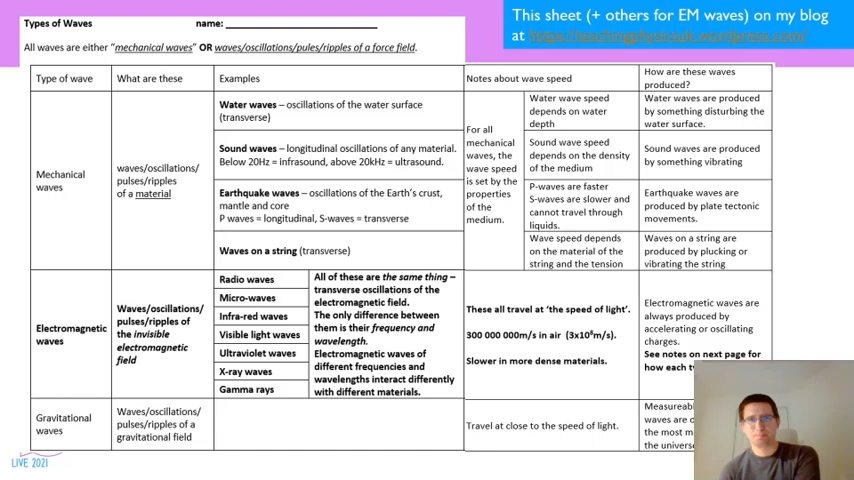 Types of Waves name:
This sheet (+ others for EM waves) on my blog
at https://teachingphysicsuk.wordpress.com/
All waves are either "mechanical waves" OR waves/oscillations/pules/ripples of a force field.
Type of wave
What are these
Examples
Notes about wave speed
How are these waves
produced?
Mechanical
waves
waves/oscillations/
pulses/ripples
of a material
Water waves – oscillations of the water surface
(transverse)
For all
mechanical
waves, the
wave speed
is set by the
properties
of the
medium.
Water wave speed
depends on water
depth
Water waves are produced
by something disturbing the
water surface.
Sound waves – longitudinal oscillations of any material.
Below 20Hz = infrasound, above 20kHz = ultrasound.
Sound wave speed
depends on the density
of the medium
Sound waves are produced
by something vibrating
Earthquake waves – oscillations of the Earth's crust,
mantle and core
P waves = longitudinal, S-waves = transverse
P-waves are faster
S-waves are slower and
cannot travel through
liquids.
Earthquake waves are
produced by plate tectonic
movements.
Waves on a string (transverse)
Wave speed depends
on the material of the
string and the tension
Waves on a string are
produced by plucking or
vibrating the string
Electromagnetic
waves
Waves/oscillations/
pulses/ripples of
the invisible
electromagnetic
field
Radio waves
Micro-waves
Infra-red waves
Visible light waves
Ultraviolet waves
X-ray waves
Gamma rays
All of these are the same thing –
transverse oscillations of the
electromagnetic field.
The only difference between
them is their frequency and
wavelength.
Electromagnetic waves of
different frequencies and
wavelengths interact differently
with different materials.
These all travel at 'the speed of light'.
300 000 000m/s in air (3x10⁸m/s).
Slower in more dense materials.
Electromagnetic waves are
always produced by
accelerating or oscillating
charges.
See notes on next page for
how each
Gravitational
waves
Waves/oscillations/
pulses/ripples of a
gravitational field
Travel at close to the speed of light.
Measureab
waves are
the most m
the univers
LIVE 2021